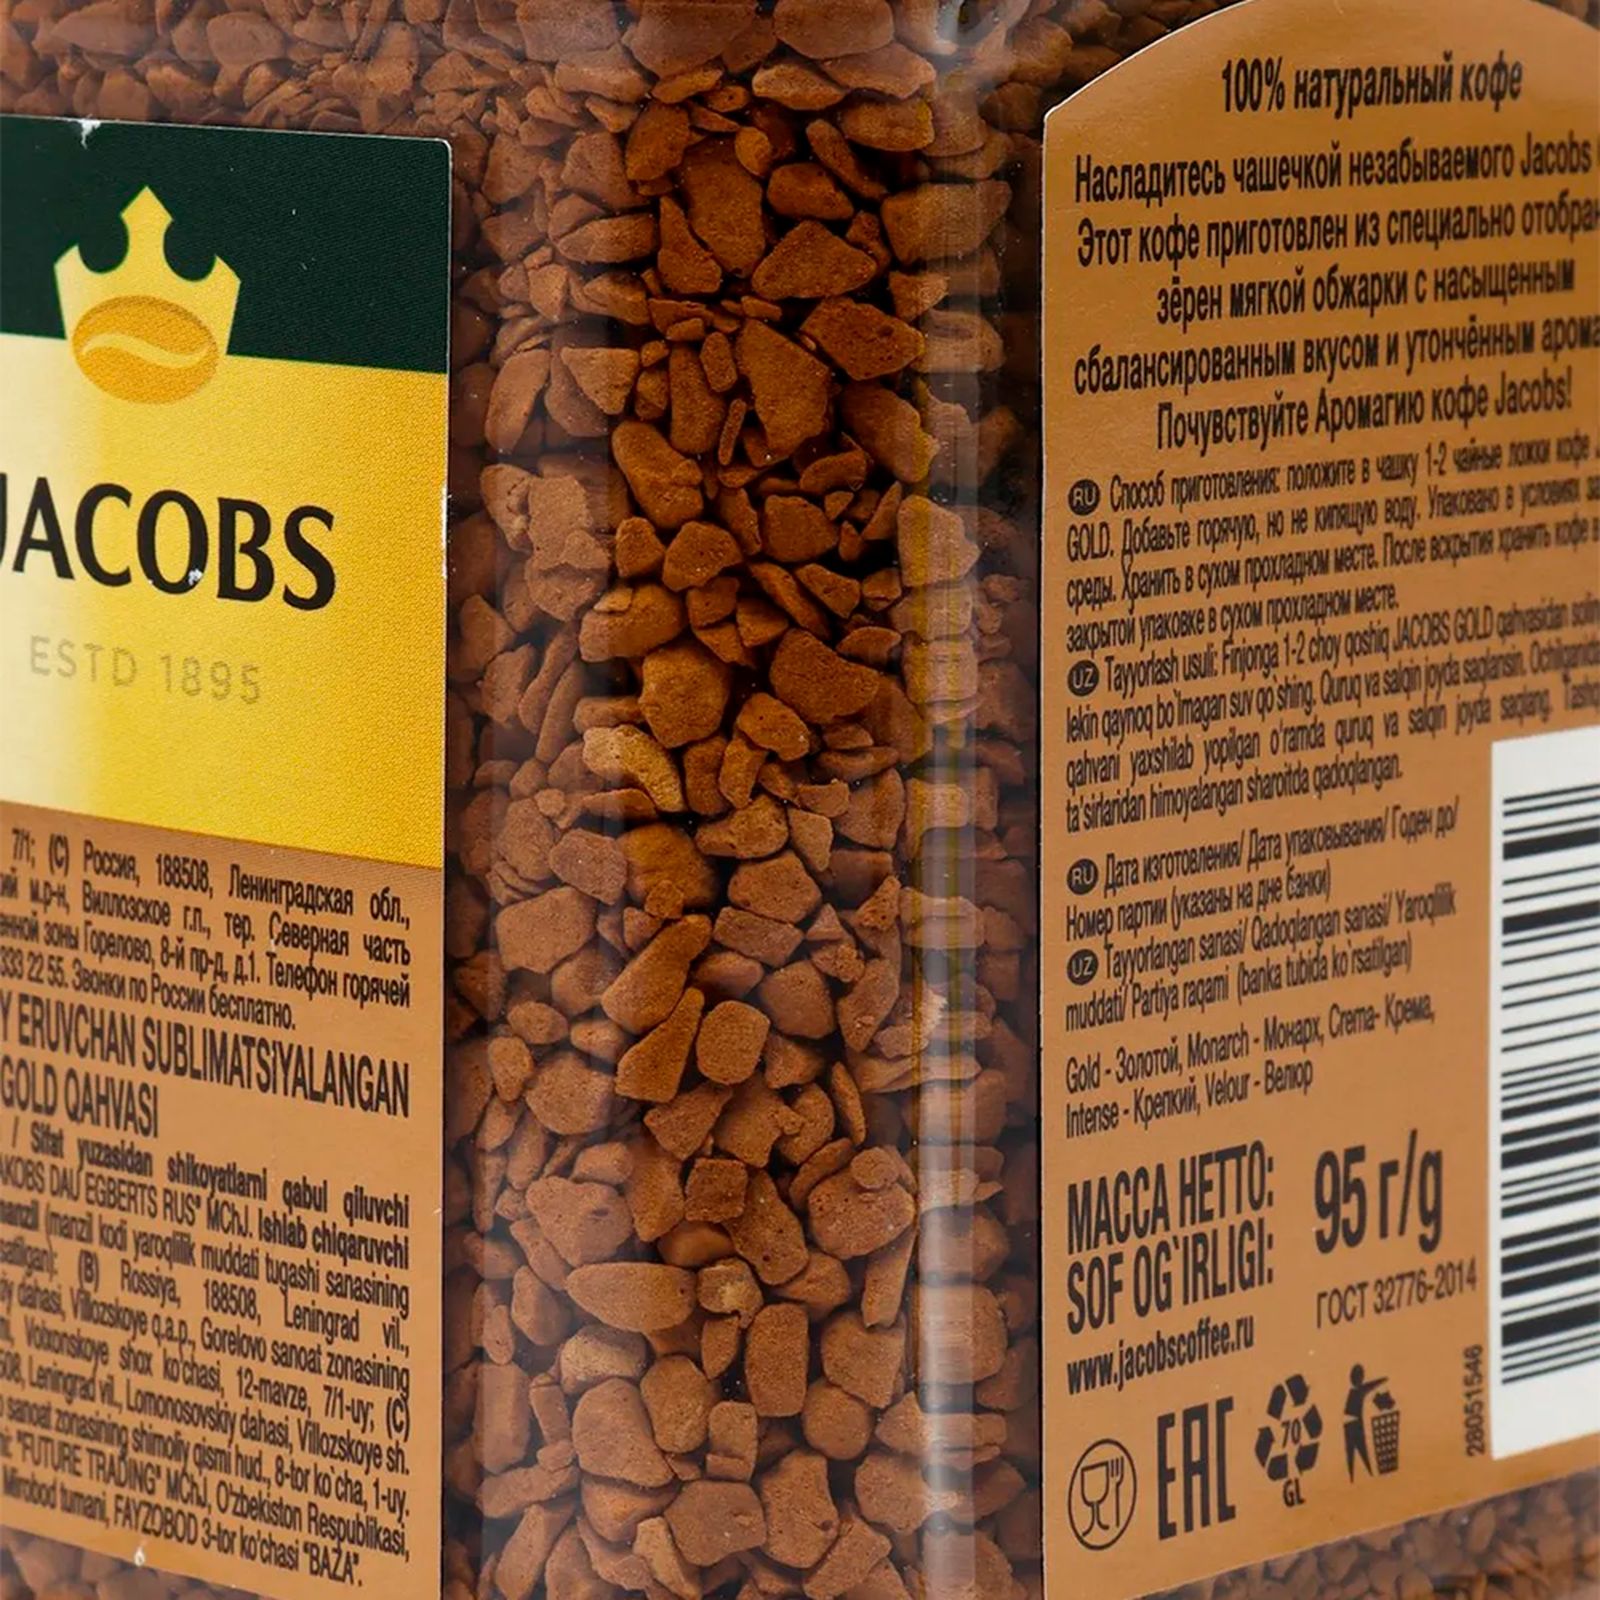 JACOBS
ESTD 1895
7/1; (C) Россия, 188508, Ленинградская обл.,
м.р-н, Виллозское г.п., тер. Северная часть
зоны Горелово, 8-й пр-д, д.1. Телефон горячей
333 22 55. Звонки по России бесплатно.
Y ERUVCHAN SUBLIMATSIYALANGAN
GOLD QAHVASI
/ Sifat yuzasidan shikoyatlarni qabul qiluvchi
DAU EGBERTS RUS" MChJ. Ishlab chiqaruvchi
manzil (manzil kodi yaroqlilik muddati tugashi sanasining
(B) Rossiya, 188508, Leningrad vil.,
dahasi, Villozskoye q.a.p., Gorelovo sanoat zonasining
Volxonskoye shox ko'chasi, 12-mavze, 7/1-uy; (C)
Leningrad vil., Lomonosovskiy dahasi, Villozskoye sh.
sanoat zonasining shimoliy qismi hud., 8-tor ko'cha, 1-uy.
"FUTURE TRADING" MChJ, O'zbekiston Respublikasi,
Mirobod tumani, FAYZOBOD 3-tor ko'chasi "BAZA".
100% натуральный кофе
Насладитесь чашечкой незабываемого Jacobs
Этот кофе приготовлен из специально отобран
зёрен мягкой обжарки с насыщенным
сбалансированным вкусом и утончённым арома
Почувствуйте Аромагию кофе Jacobs!
RU Способ приготовления: положите в чашку 1-2 чайные ложки кофе
GOLD. Добавьте горячую, но не кипящую воду. Упаковано в условиях за
среды. Хранить в сухом прохладном месте. После вскрытия хранить кофе в
закрытой упаковке в сухом прохладном месте.
UZ Tayyorlash usuli: Finjonga 1-2 choy qoshiq JACOBS GOLD qahvasidan solin
lekin qaynoq bo`lmagan suv qo`shing. Quruq va salqin joyda saqlansin. Ochilganida
qahvani yaxshilab yopilgan o'ramda quruq va salqin joyda saqlang. Tashq
ta'sirlaridan himoyalangan sharoitda qadoqlangan.
RU Дата изготовления/ Дата упаковывания/ Годен до/
Номер партии (указаны на дне банки)
UZ Tayyorlangan sanasi/ Qadoqlangan sanasi/ Yaroqlilik
muddati/ Partiya raqami (banka tubida ko`rsatilgan)
Gold - Золотой, Monarch - Монарх, Crema- Крема,
Intense - Крепкий, Velour - Велюр
МАССА НЕТТО:
SOF OG`IRLIGI:
95 г/g
ГОСТ 32776-2014
www.jacobscoffee.ru
EAC
70
GL
28051546